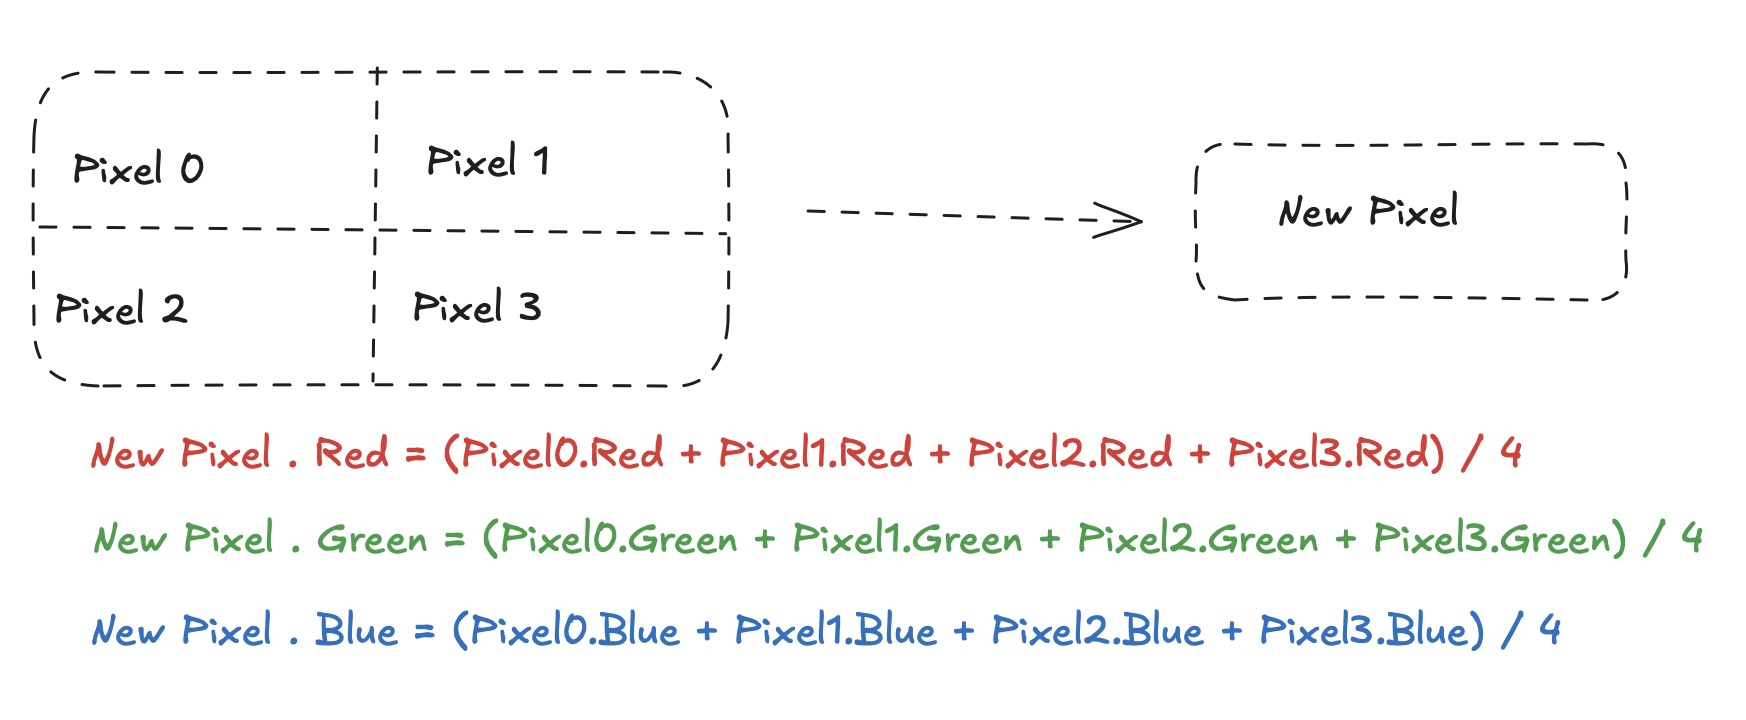 Pixel 0
Pixel 1
Pixel 2
Pixel 3
New Pixel
New Pixel . Red = (Pixel0.Red + Pixel1.Red + Pixel2.Red + Pixel3.Red) / 4
New Pixel . Green = (Pixel0.Green + Pixel1.Green + Pixel2.Green + Pixel3.Green) / 4
New Pixel . Blue = (Pixel0.Blue + Pixel1.Blue + Pixel2.Blue + Pixel3.Blue) / 4